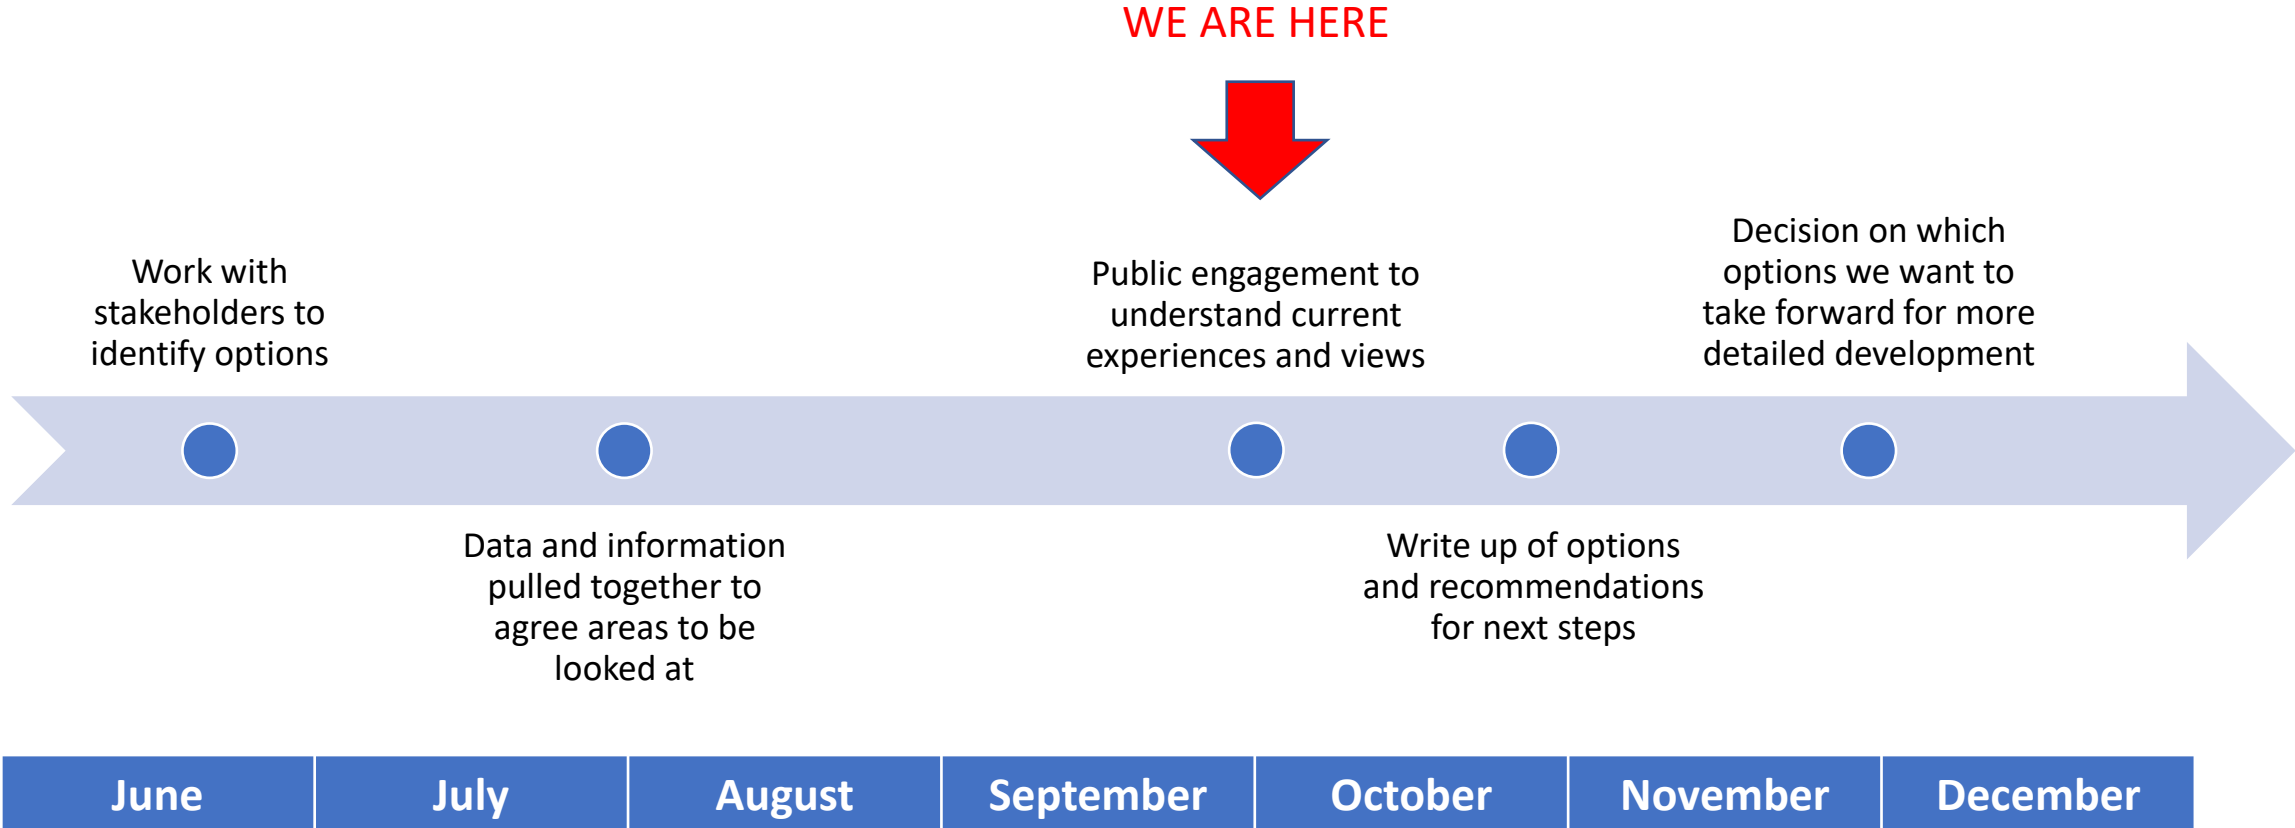 WE ARE HERE
Work with
stakeholders to
identify options
Public engagement to
understand current
experiences and views
Decision on which
options we want to
take forward for more
detailed development
Data and information
pulled together to
agree areas to be
looked at
Write up of options
and recommendations
for next steps
June July August September October November December